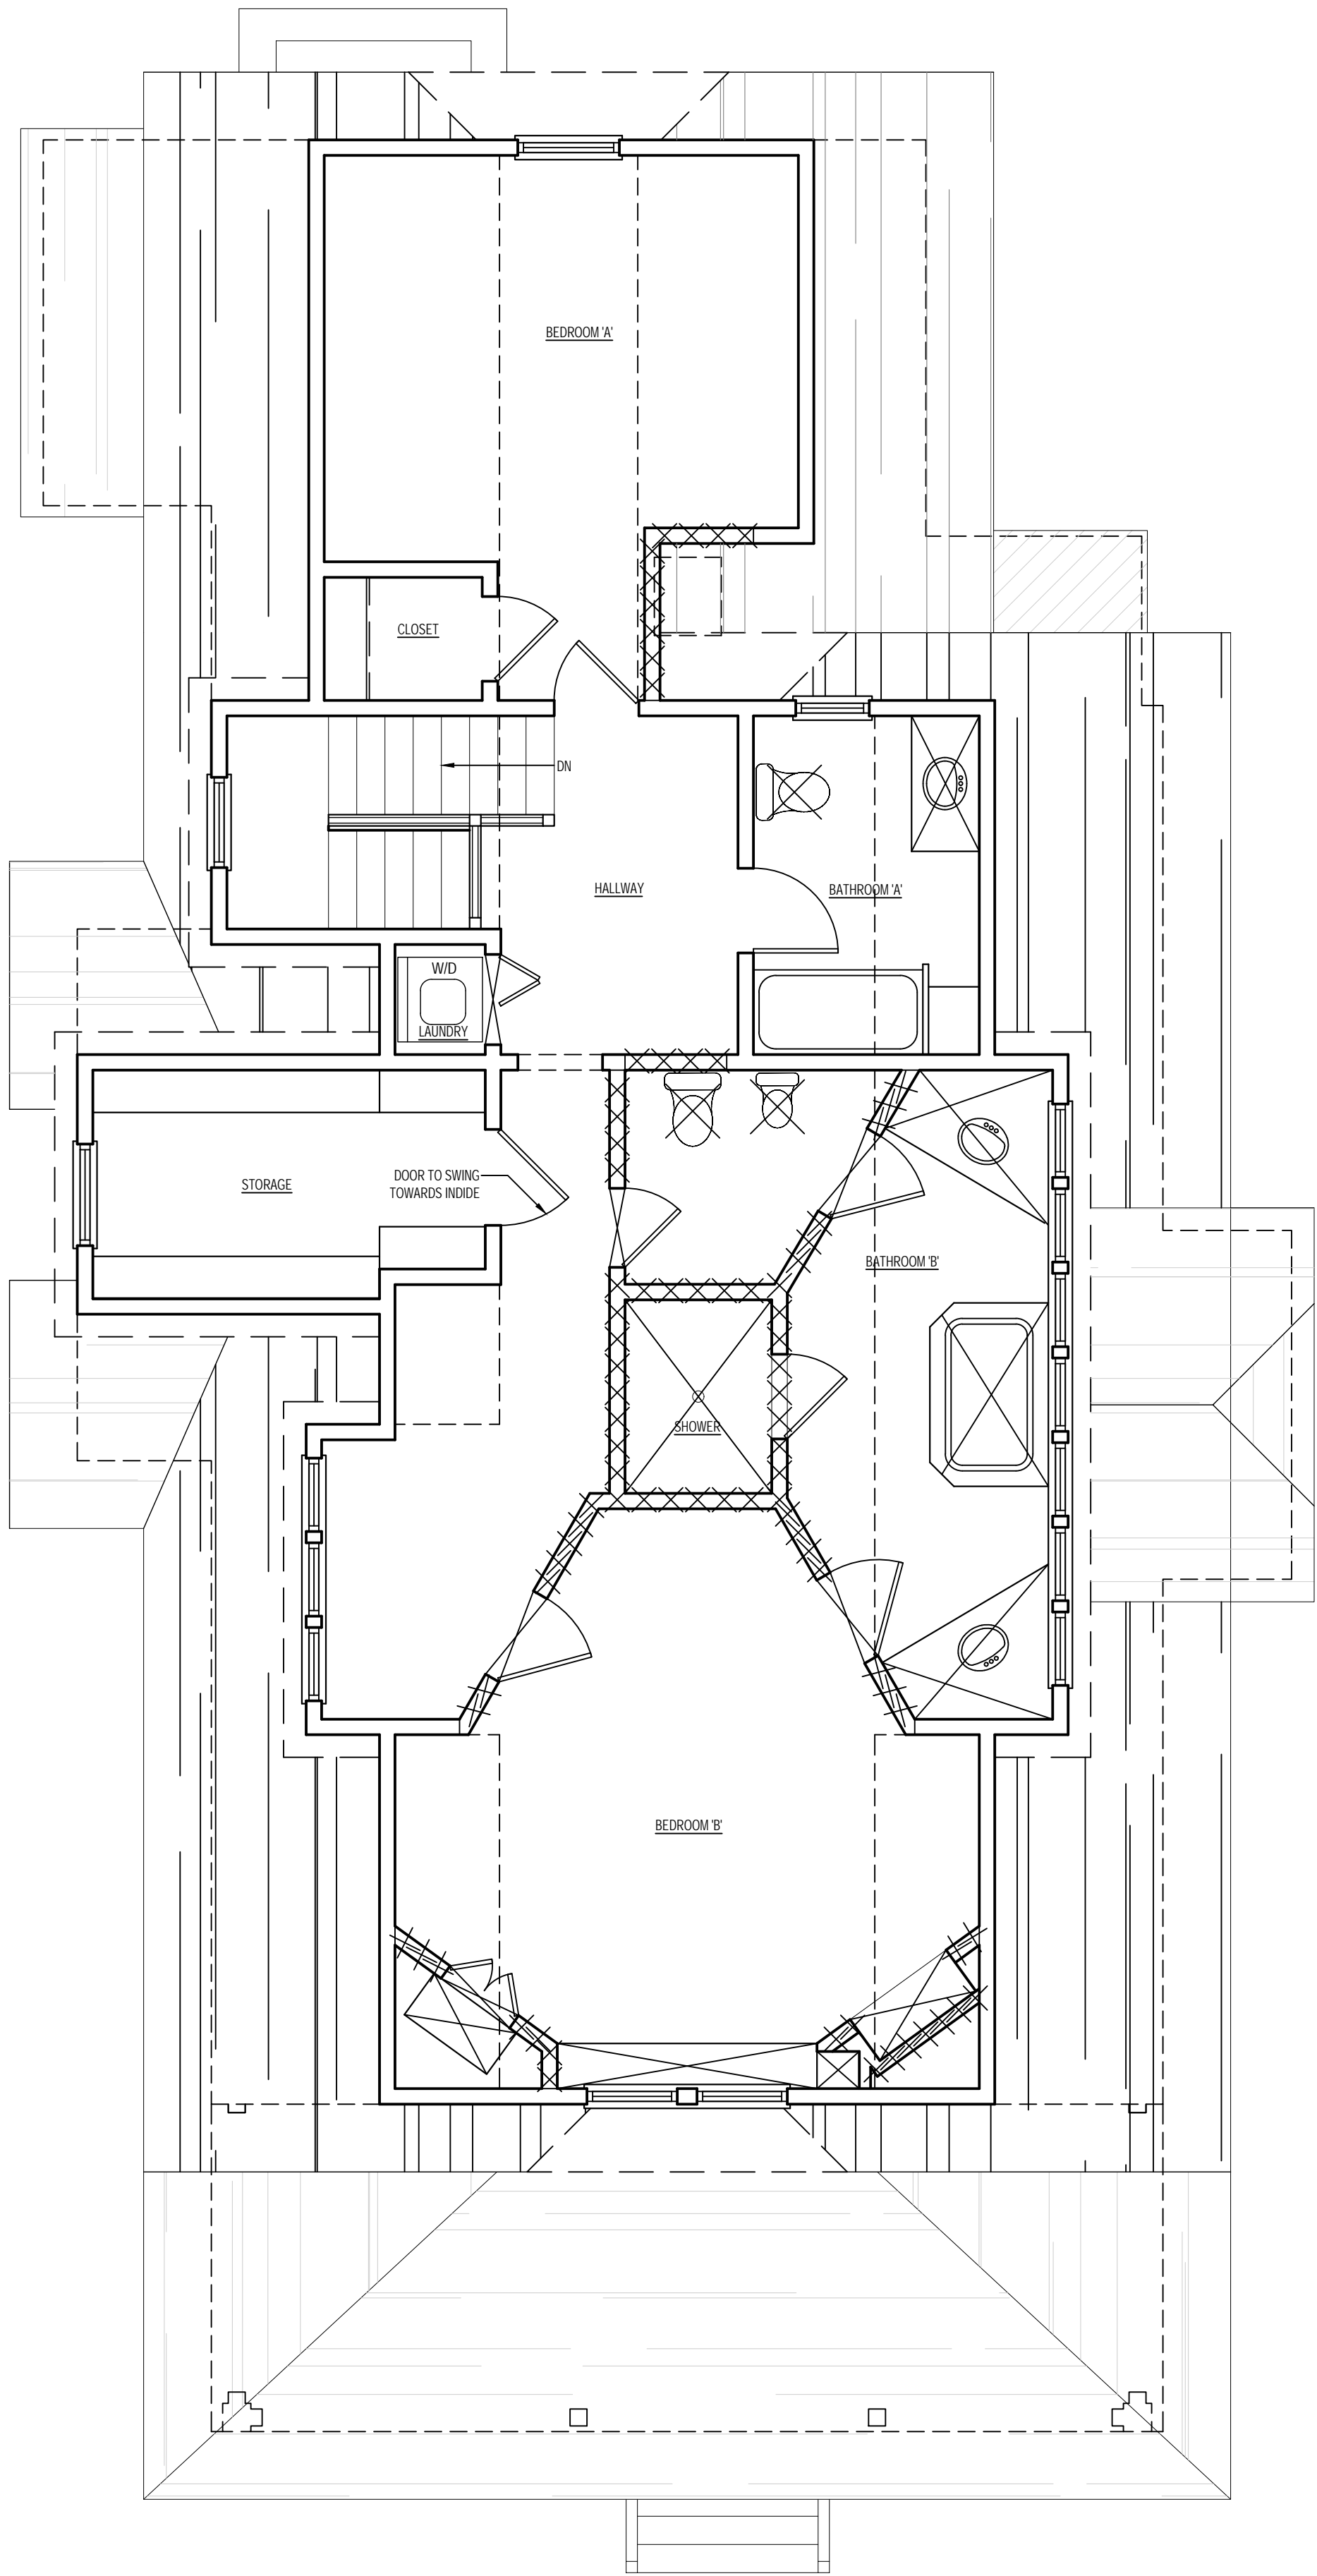 BEDROOM 'A'
CLOSET
DN
HALLWAY
BATHROOM 'A'
W/D
LAUNDRY
DOOR TO SWING
TOWARDS INDIDE
STORAGE
BATHROOM 'B'
SHOWER
BEDROOM 'B'